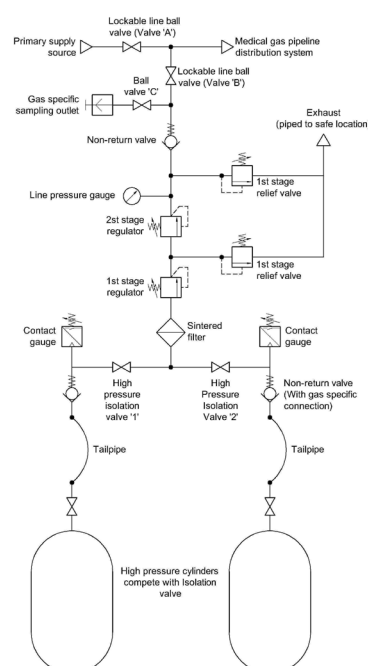 Lockable line ball
valve (Valve 'A')
Primary supply
source
Medical gas pipeline
distribution system
Lockable line ball
valve (Valve 'B')
Ball
valve 'C'
Gas specific
sampling outlet
Exhaust
(piped to safe location
Non-return valve
1st stage
relief valve
Line pressure gauge
2st stage
regulator
1st stage
relief valve
1st stage
regulator
Sintered
filter
Contact
gauge
Contact
gauge
High
pressure
isolation
valve '1'
High
Pressure
Isolation
Valve '2'
Non-return valve
(With gas specific
connection)
Tailpipe
Tailpipe
High pressure cylinders
compete with Isolation
valve